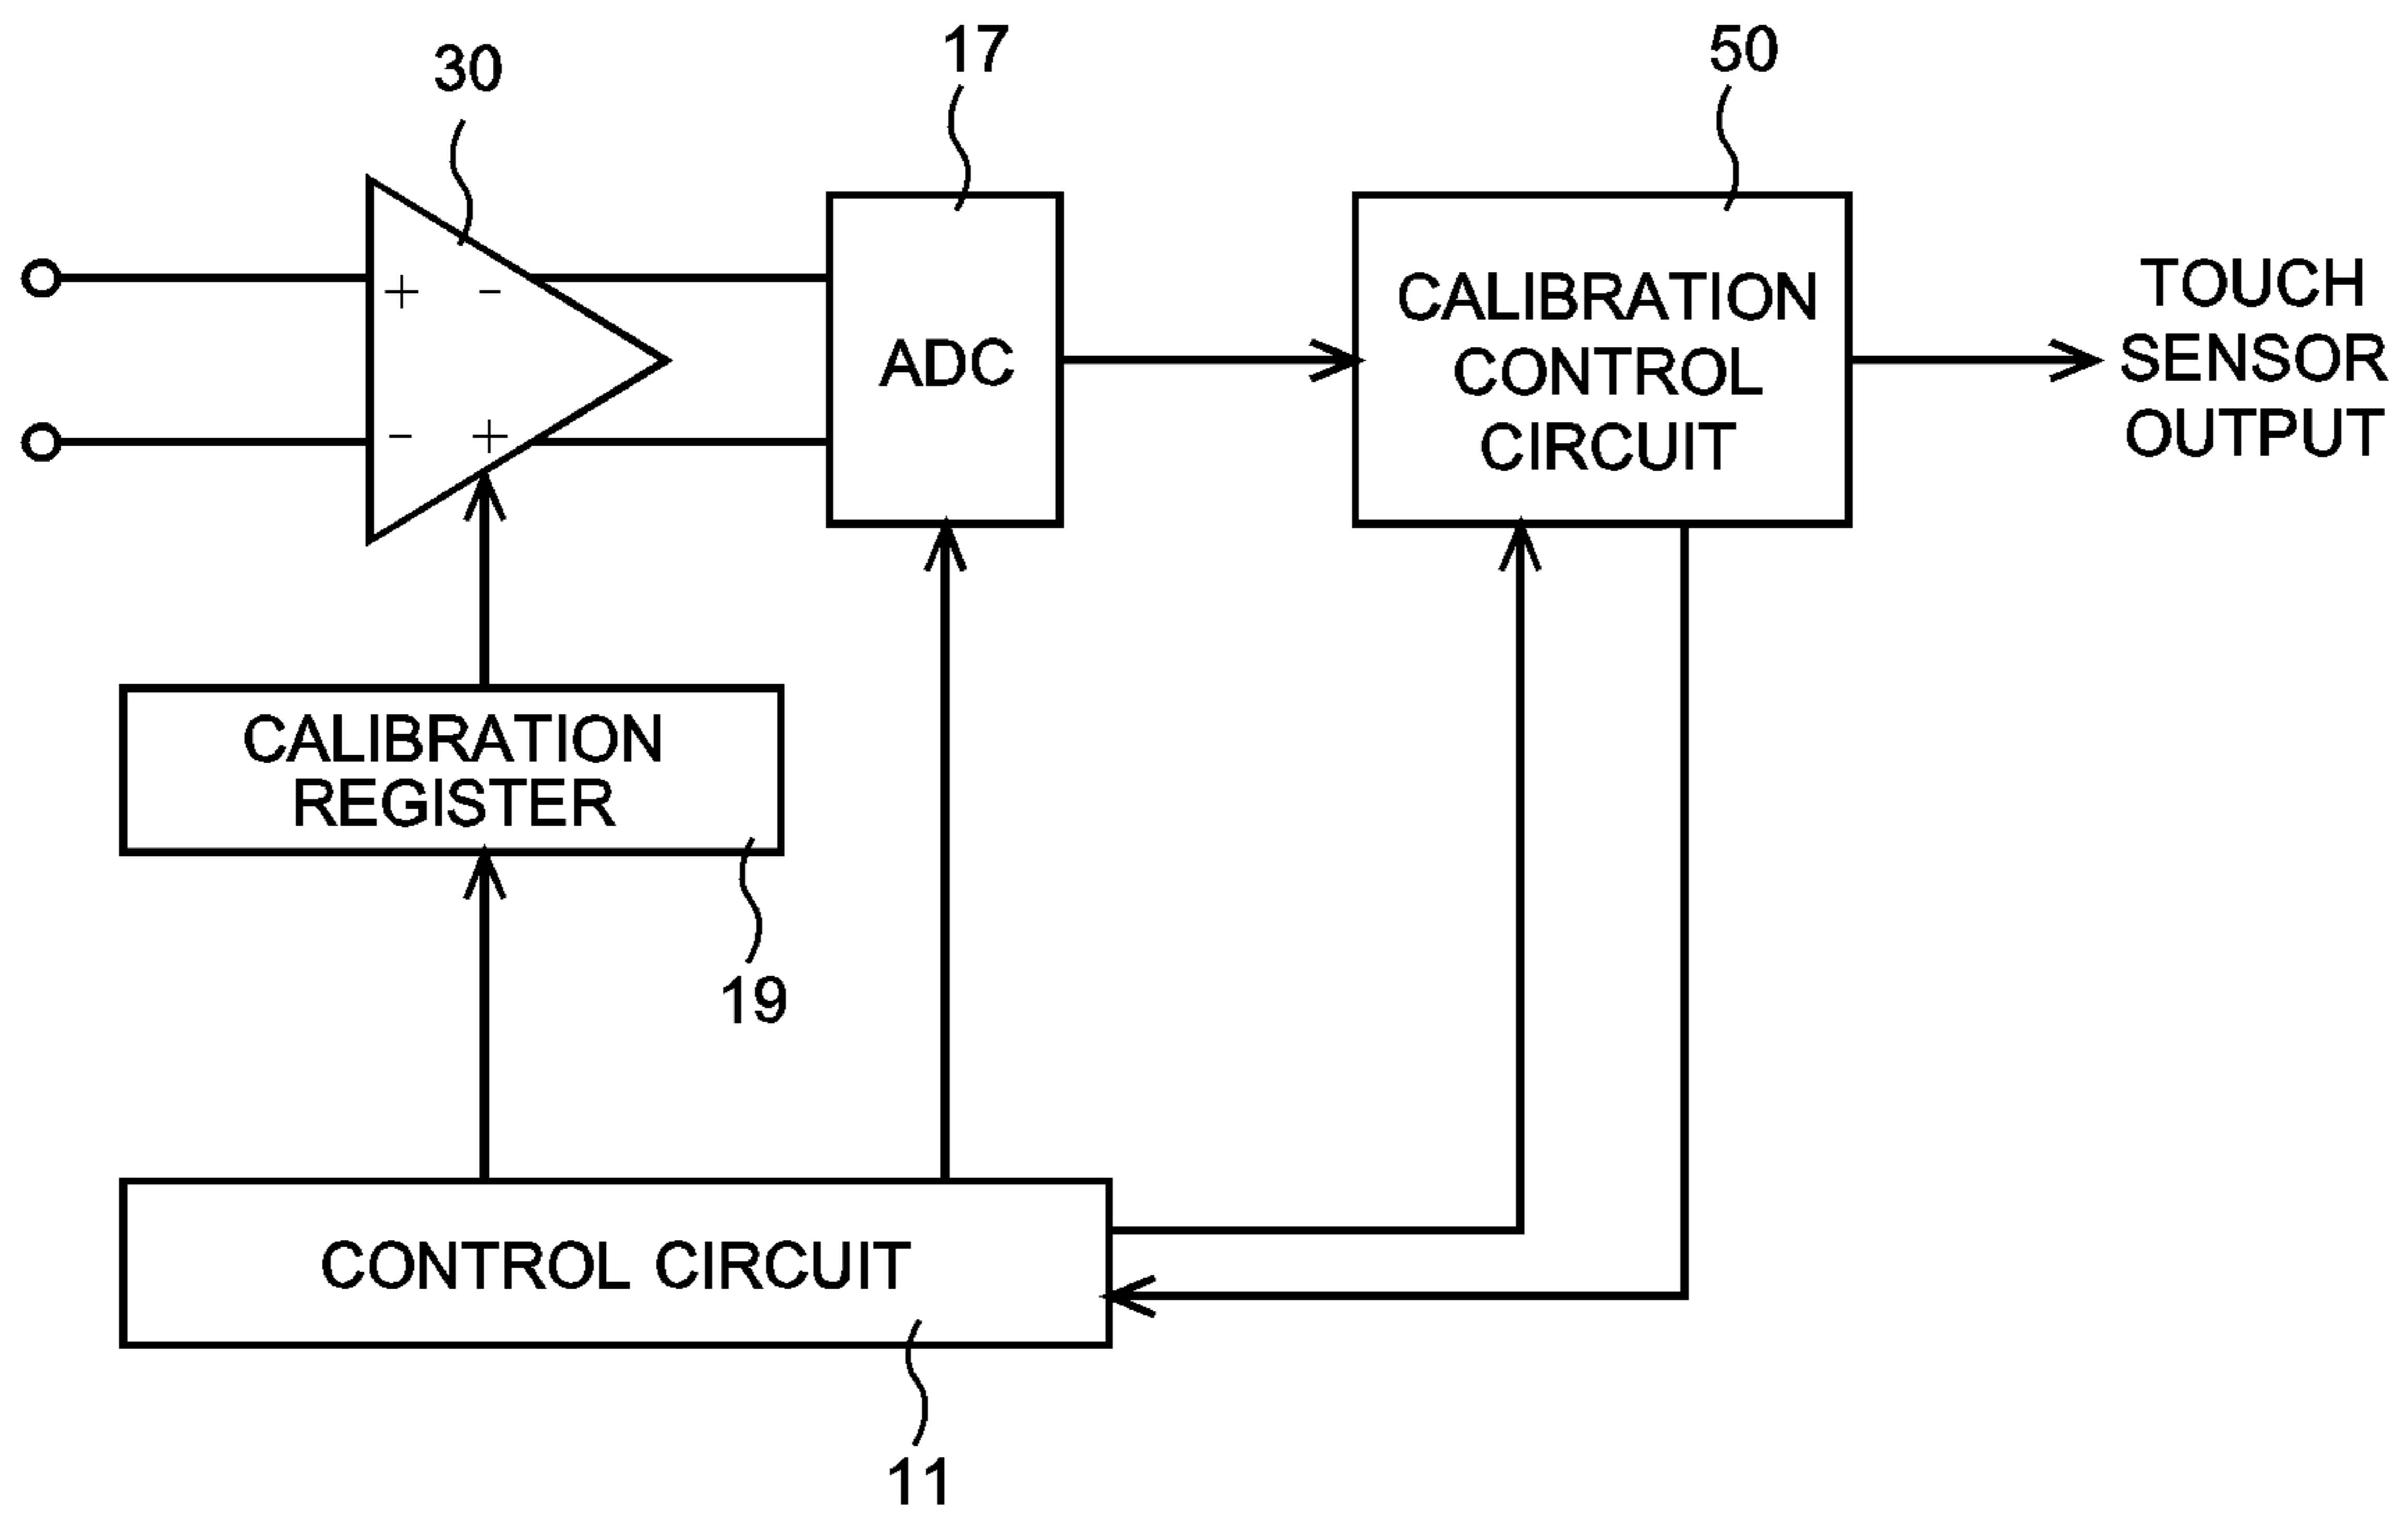 30
17
50
+ -
- +
ADC
CALIBRATION
CONTROL
CIRCUIT
TOUCH
SENSOR
OUTPUT
CALIBRATION
REGISTER
19
CONTROL CIRCUIT
11